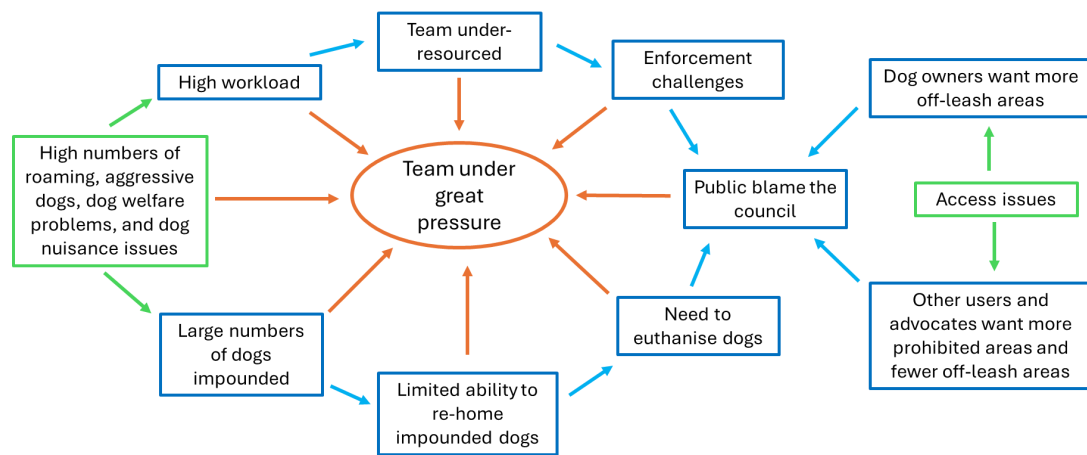 Team under-
resourced
High workload
Enforcement
challenges
Dog owners want more
off-leash areas
High numbers of
roaming, aggressive
dogs, dog welfare
problems, and dog
nuisance issues
Team under
great
pressure
Public blame the
council
Access issues
Large numbers
of dogs
impounded
Limited ability to
re-home
impounded dogs
Need to
euthanise dogs
Other users and
advocates want more
prohibited areas and
fewer off-leash areas